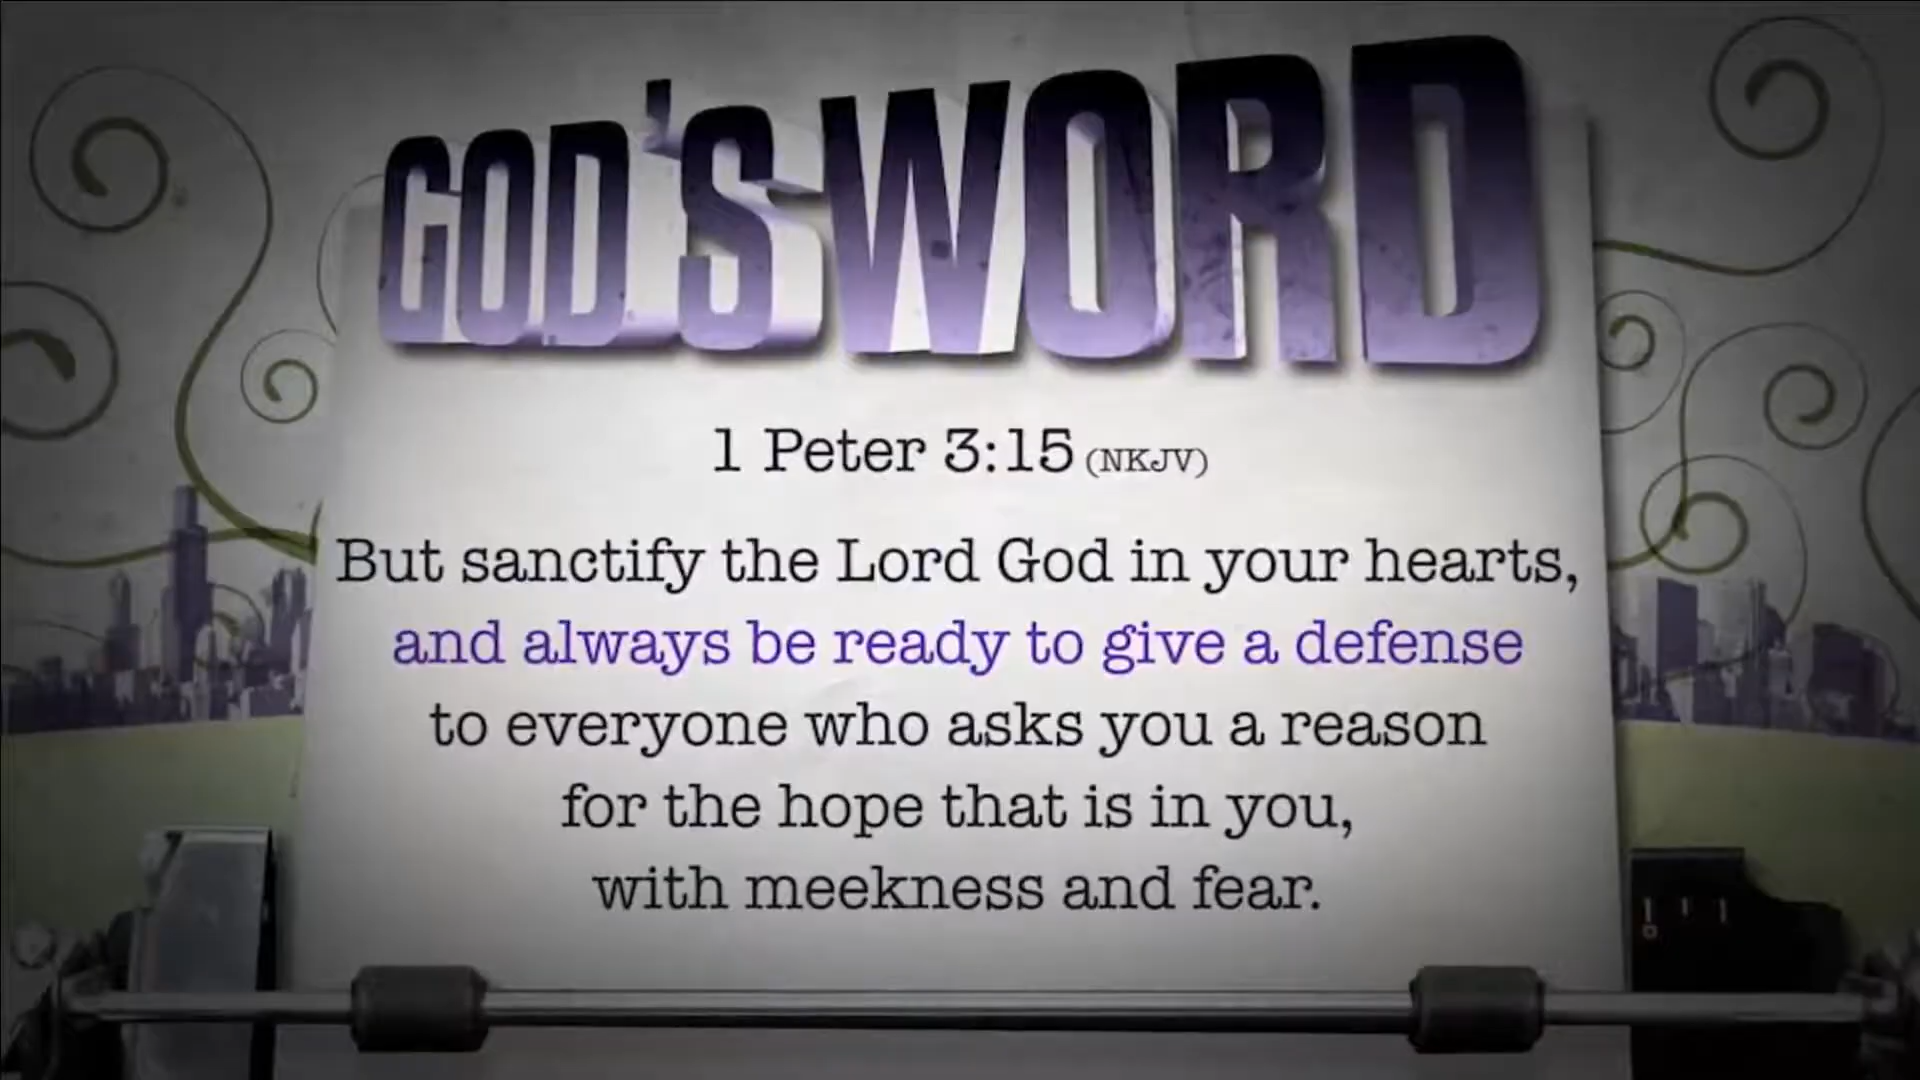 GOD'S WORD
1 Peter 3:15 (NKJV)
But sanctify the Lord God in your hearts,
and always be ready to give a defense
to everyone who asks you a reason
for the hope that is in you,
with meekness and fear.